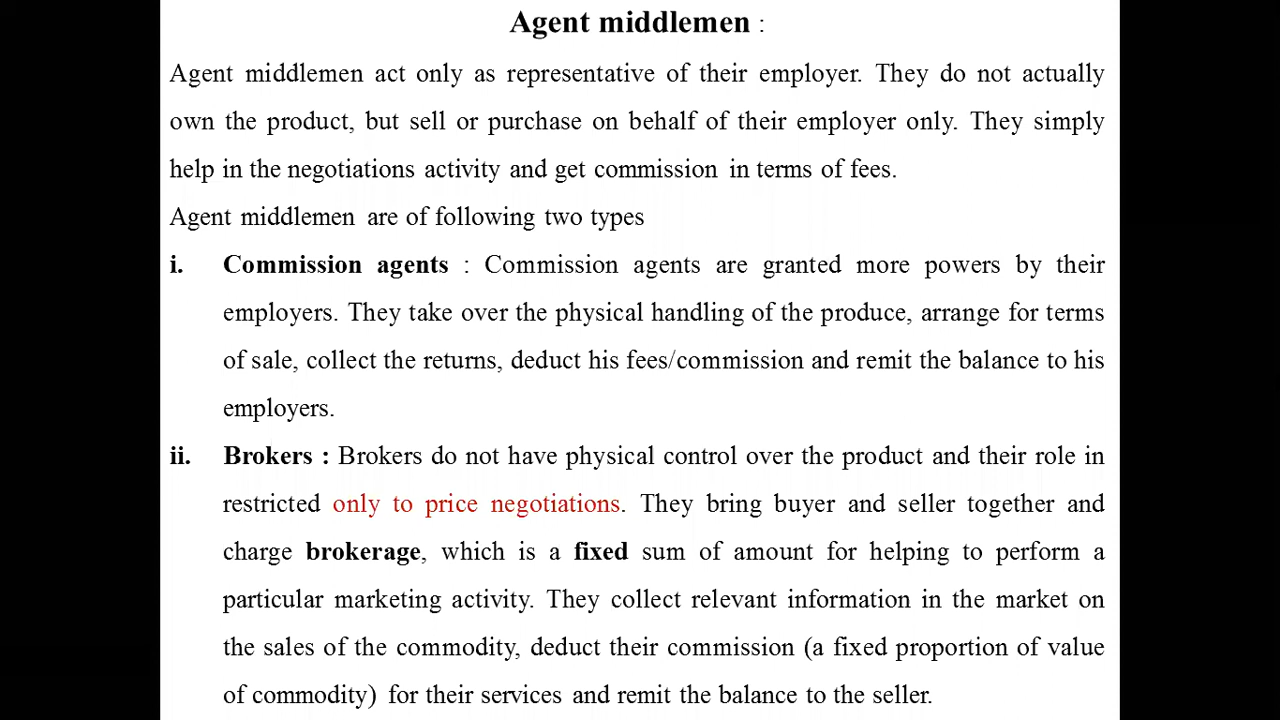 Agent middlemen :
Agent middlemen act only as representative of their employer. They do not actually
own the product, but sell or purchase on behalf of their employer only. They simply
help in the negotiations activity and get commission in terms of fees.
Agent middlemen are of following two types
i. Commission agents : Commission agents are granted more powers by their
employers. They take over the physical handling of the produce, arrange for terms
of sale, collect the returns, deduct his fees/commission and remit the balance to his
employers.
ii. Brokers : Brokers do not have physical control over the product and their role in
restricted only to price negotiations. They bring buyer and seller together and
charge brokerage, which is a fixed sum of amount for helping to perform a
particular marketing activity. They collect relevant information in the market on
the sales of the commodity, deduct their commission (a fixed proportion of value
of commodity) for their services and remit the balance to the seller.